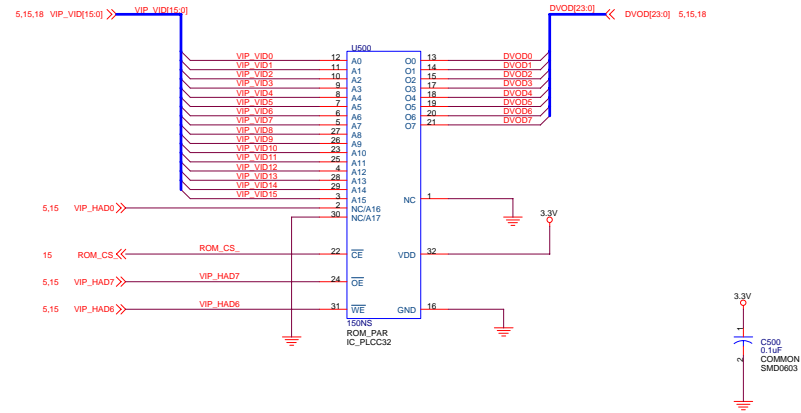 5,15,18 VIP_VID[15:0] VIP_VID[15:0] DVOD[23:0] DVOD[23:0] 5,15,18
U500
VIP_VID0 12 A0 O0 13 DVOD0
VIP_VID1 11 A1 O1 14 DVOD1
VIP_VID2 10 A2 O2 15 DVOD2
VIP_VID3 9 A3 O3 17 DVOD3
VIP_VID4 8 A4 O4 18 DVOD4
VIP_VID5 7 A5 O5 19 DVOD5
VIP_VID6 6 A6 O6 20 DVOD6
VIP_VID7 5 A7 O7 21 DVOD7
VIP_VID8 27 A8
VIP_VID9 26 A9
VIP_VID10 23 A10
VIP_VID11 25 A11
VIP_VID12 4 A12
VIP_VID13 28 A13
VIP_VID14 29 A14
VIP_VID15 3 A15 NC 1
5,15 VIP_HAD0 2 NC/A16
30 NC/A17
3.3V
15 ROM_CS_ ROM_CS_ 22 CE VDD 32
5,15 VIP_HAD7 VIP_HAD7 24 OE
5,15 VIP_HAD6 VIP_HAD6 31 WE GND 16
150NS
ROM_PAR
IC_PLCC32
3.3V
1
C500
0.1uF
2 COMMON
SMD0603